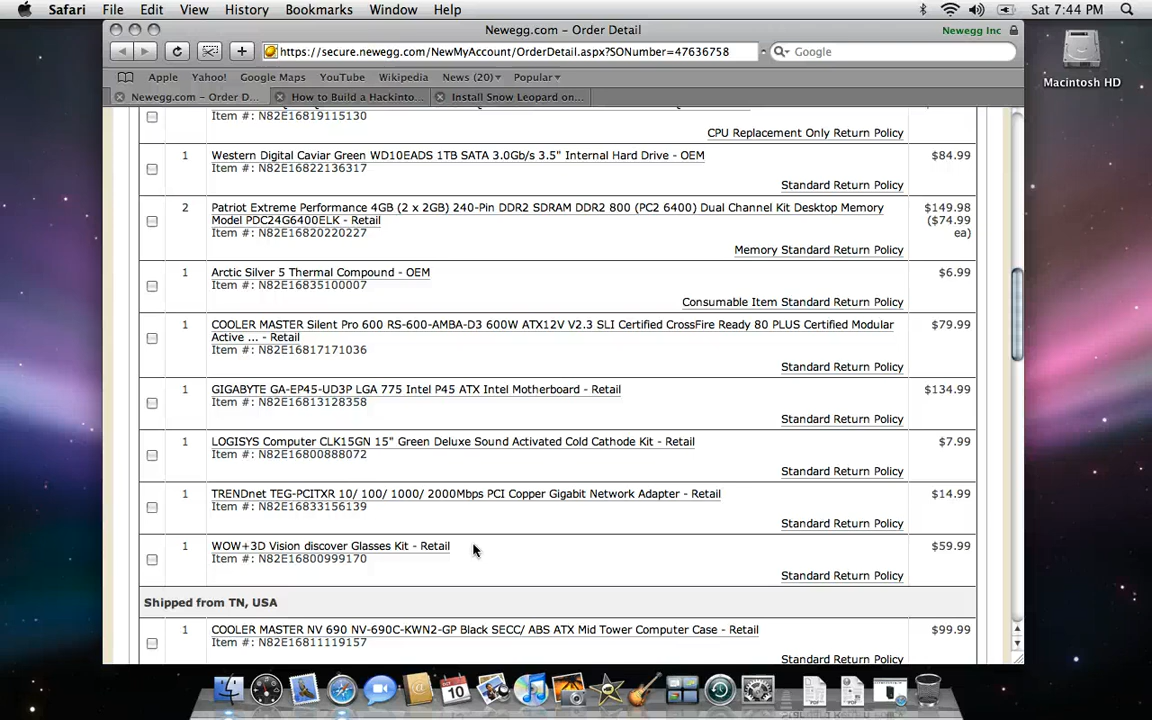 Safari File Edit View History Bookmarks Window Help Sat 7:44 PM
Newegg.com – Order Detail Newegg Inc
https://secure.newegg.com/NewMyAccount/OrderDetail.aspx?SONumber=47636758 Google
Apple Yahoo! Google Maps YouTube Wikipedia News (20) Popular
Newegg.com – Order D... How to Build a Hackinto... Install Snow Leopard on...
Macintosh HD
Item #: N82E16819115130
CPU Replacement Only Return Policy
1 Western Digital Caviar Green WD10EADS 1TB SATA 3.0Gb/s 3.5" Internal Hard Drive - OEM $84.99
Item #: N82E16822136317
Standard Return Policy
2 Patriot Extreme Performance 4GB (2 x 2GB) 240-Pin DDR2 SDRAM DDR2 800 (PC2 6400) Dual Channel Kit Desktop Memory $149.98
Model PDC24G6400ELK - Retail ($74.99
Item #: N82E16820220227 ea)
Memory Standard Return Policy
1 Arctic Silver 5 Thermal Compound - OEM $6.99
Item #: N82E16835100007
Consumable Item Standard Return Policy
1 COOLER MASTER Silent Pro 600 RS-600-AMBA-D3 600W ATX12V V2.3 SLI Certified CrossFire Ready 80 PLUS Certified Modular $79.99
Active ... - Retail
Item #: N82E16817171036
Standard Return Policy
1 GIGABYTE GA-EP45-UD3P LGA 775 Intel P45 ATX Intel Motherboard - Retail $134.99
Item #: N82E16813128358
Standard Return Policy
1 LOGISYS Computer CLK15GN 15" Green Deluxe Sound Activated Cold Cathode Kit - Retail $7.99
Item #: N82E16800888072
Standard Return Policy
1 TRENDnet TEG-PCITXR 10/ 100/ 1000/ 2000Mbps PCI Copper Gigabit Network Adapter - Retail $14.99
Item #: N82E16833156139
Standard Return Policy
1 WOW+3D Vision discover Glasses Kit - Retail $59.99
Item #: N82E16800999170
Standard Return Policy
Shipped from TN, USA
1 COOLER MASTER NV 690 NV-690C-KWN2-GP Black SECC/ ABS ATX Mid Tower Computer Case - Retail $99.99
Item #: N82E16811119157
Standard Return Policy